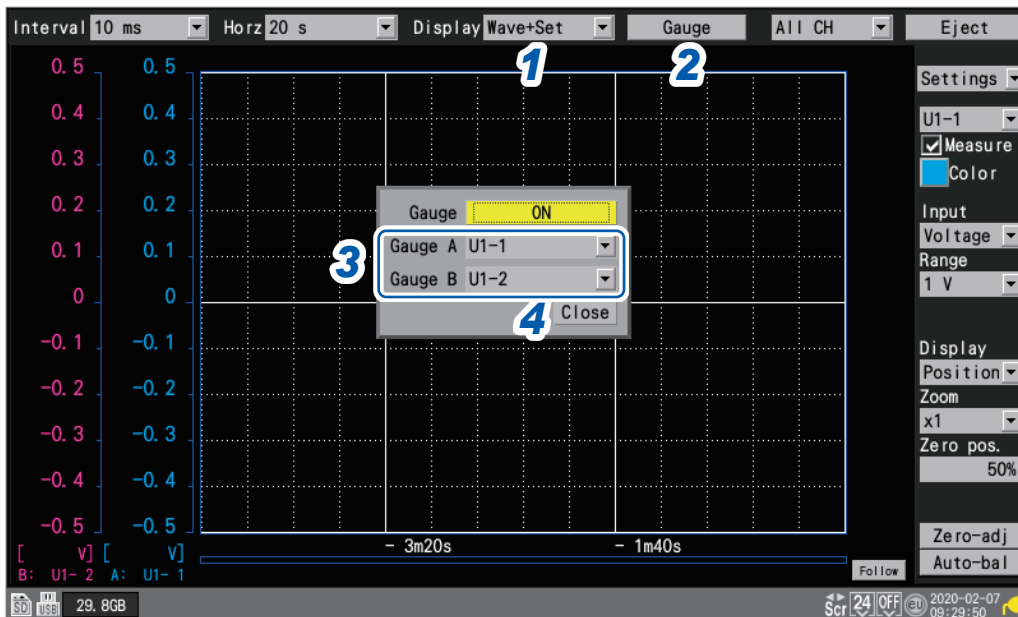 Interval 10 ms Horz 20 s Display Wave+Set Gauge All CH Eject
1 2
0.5 0.5
Settings
0.4 0.4
U1-1
Measure
0.3 0.3
Color
0.2 0.2
Gauge ON
Input
Voltage
3
Gauge A U1-1
0.1 0.1
Range
Gauge B U1-2
1 V
0 0
4
Close
-0.1 -0.1
Display
Position
-0.2 -0.2
Zoom
x1
-0.3 -0.3
Zero pos.
50%
-0.4 -0.4
-0.5 -0.5
Zero-adj
- 3m20s - 1m40s
[ V] [ V]
Auto-bal
B: U1- 2 A: U1- 1
Follow
SD USB 29.8GB
Scr 24 OFF eu 2020-02-07
09:29:50